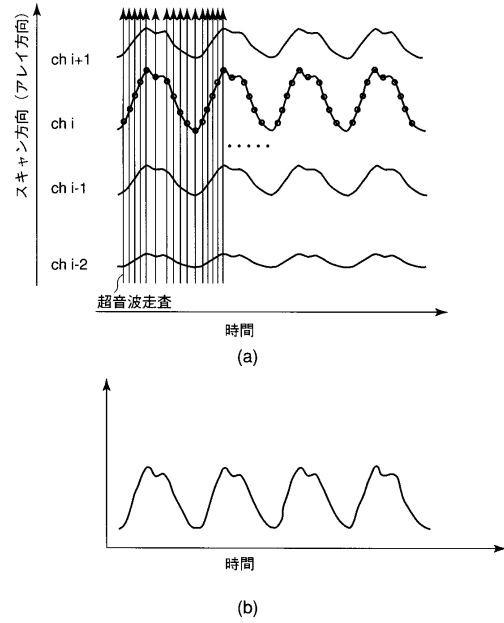 スキャン方向（アレイ方向）
ch i+1
ch i
ch i-1
ch i-2
超音波走査
時間
(a)
時間
(b)